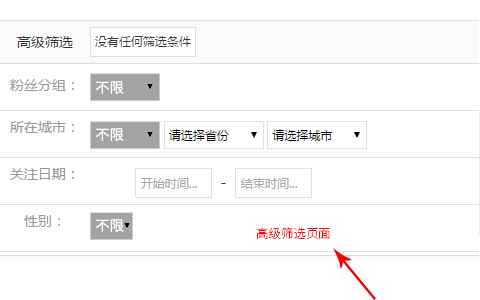 高级筛选 没有任何筛选条件
粉丝分组： 不限
所在城市： 不限 请选择省份 请选择城市
关注日期：
开始时间... - 结束时间...
性别： 不限
高级筛选页面